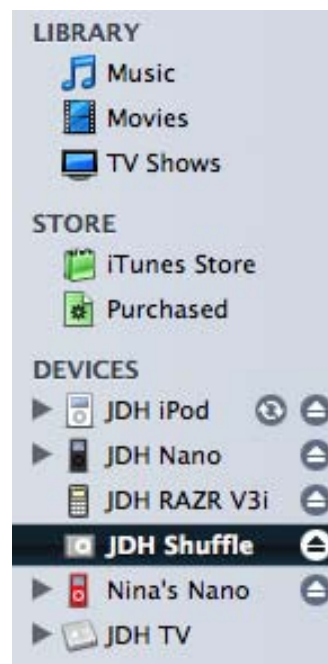 LIBRARY
Music
Movies
TV Shows
STORE
iTunes Store
Purchased
DEVICES
JDH iPod
JDH Nano
JDH RAZR V3i
JDH Shuffle
Nina's Nano
JDH TV